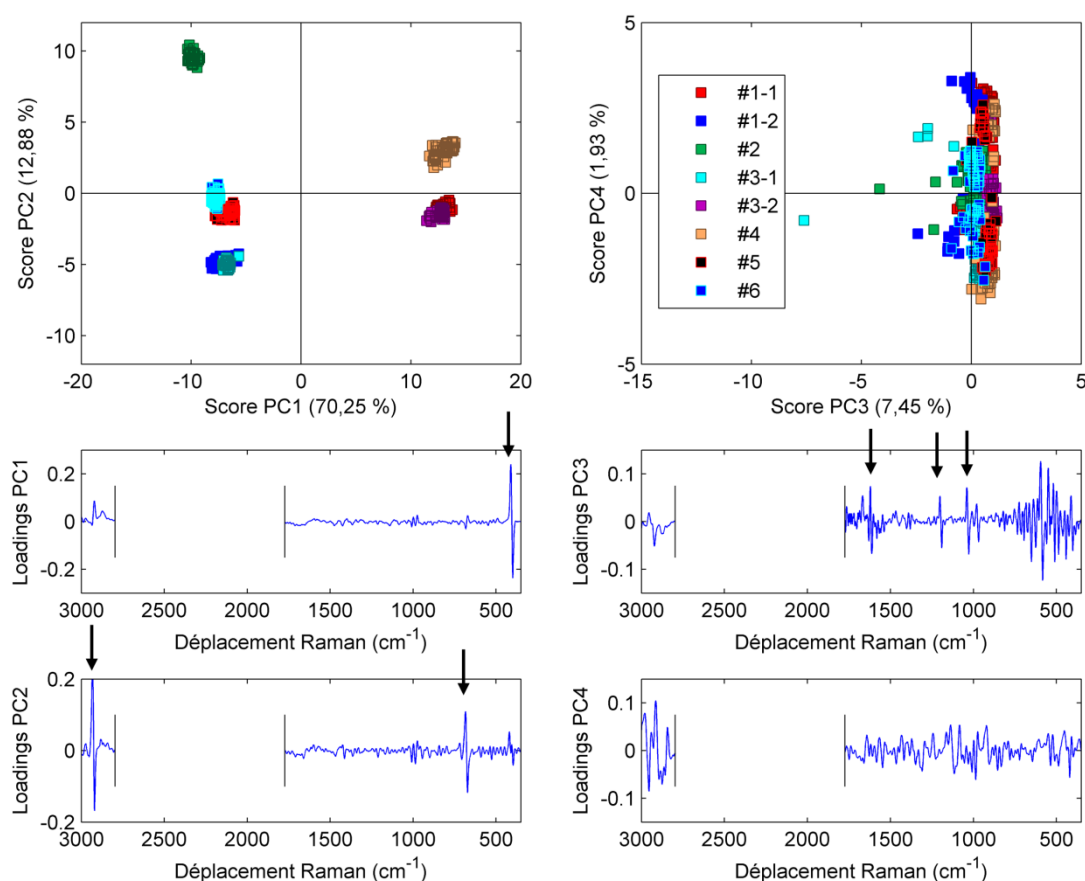 10
5
0
-5
-10
Score PC2 (12,88 %)
-20
-10
0
10
20
Score PC1 (70,25 %)
5
0
-5
Score PC4 (1,93 %)
#1-1
#1-2
#2
#3-1
#3-2
#4
#5
#6
-15
-10
-5
0
5
Score PC3 (7,45 %)
0.2
0
-0.2
Loadings PC1
3000 2500 2000 1500 1000 500
Déplacement Raman (cm-1)
0.1
0
-0.1
Loadings PC3
3000 2500 2000 1500 1000 500
Déplacement Raman (cm-1)
0.2
0
0.2
Loadings PC2
3000 2500 2000 1500 1000 500
Déplacement Raman (cm-1)
0.1
0
-0.1
Loadings PC4
3000 2500 2000 1500 1000 500
Déplacement Raman (cm-1)